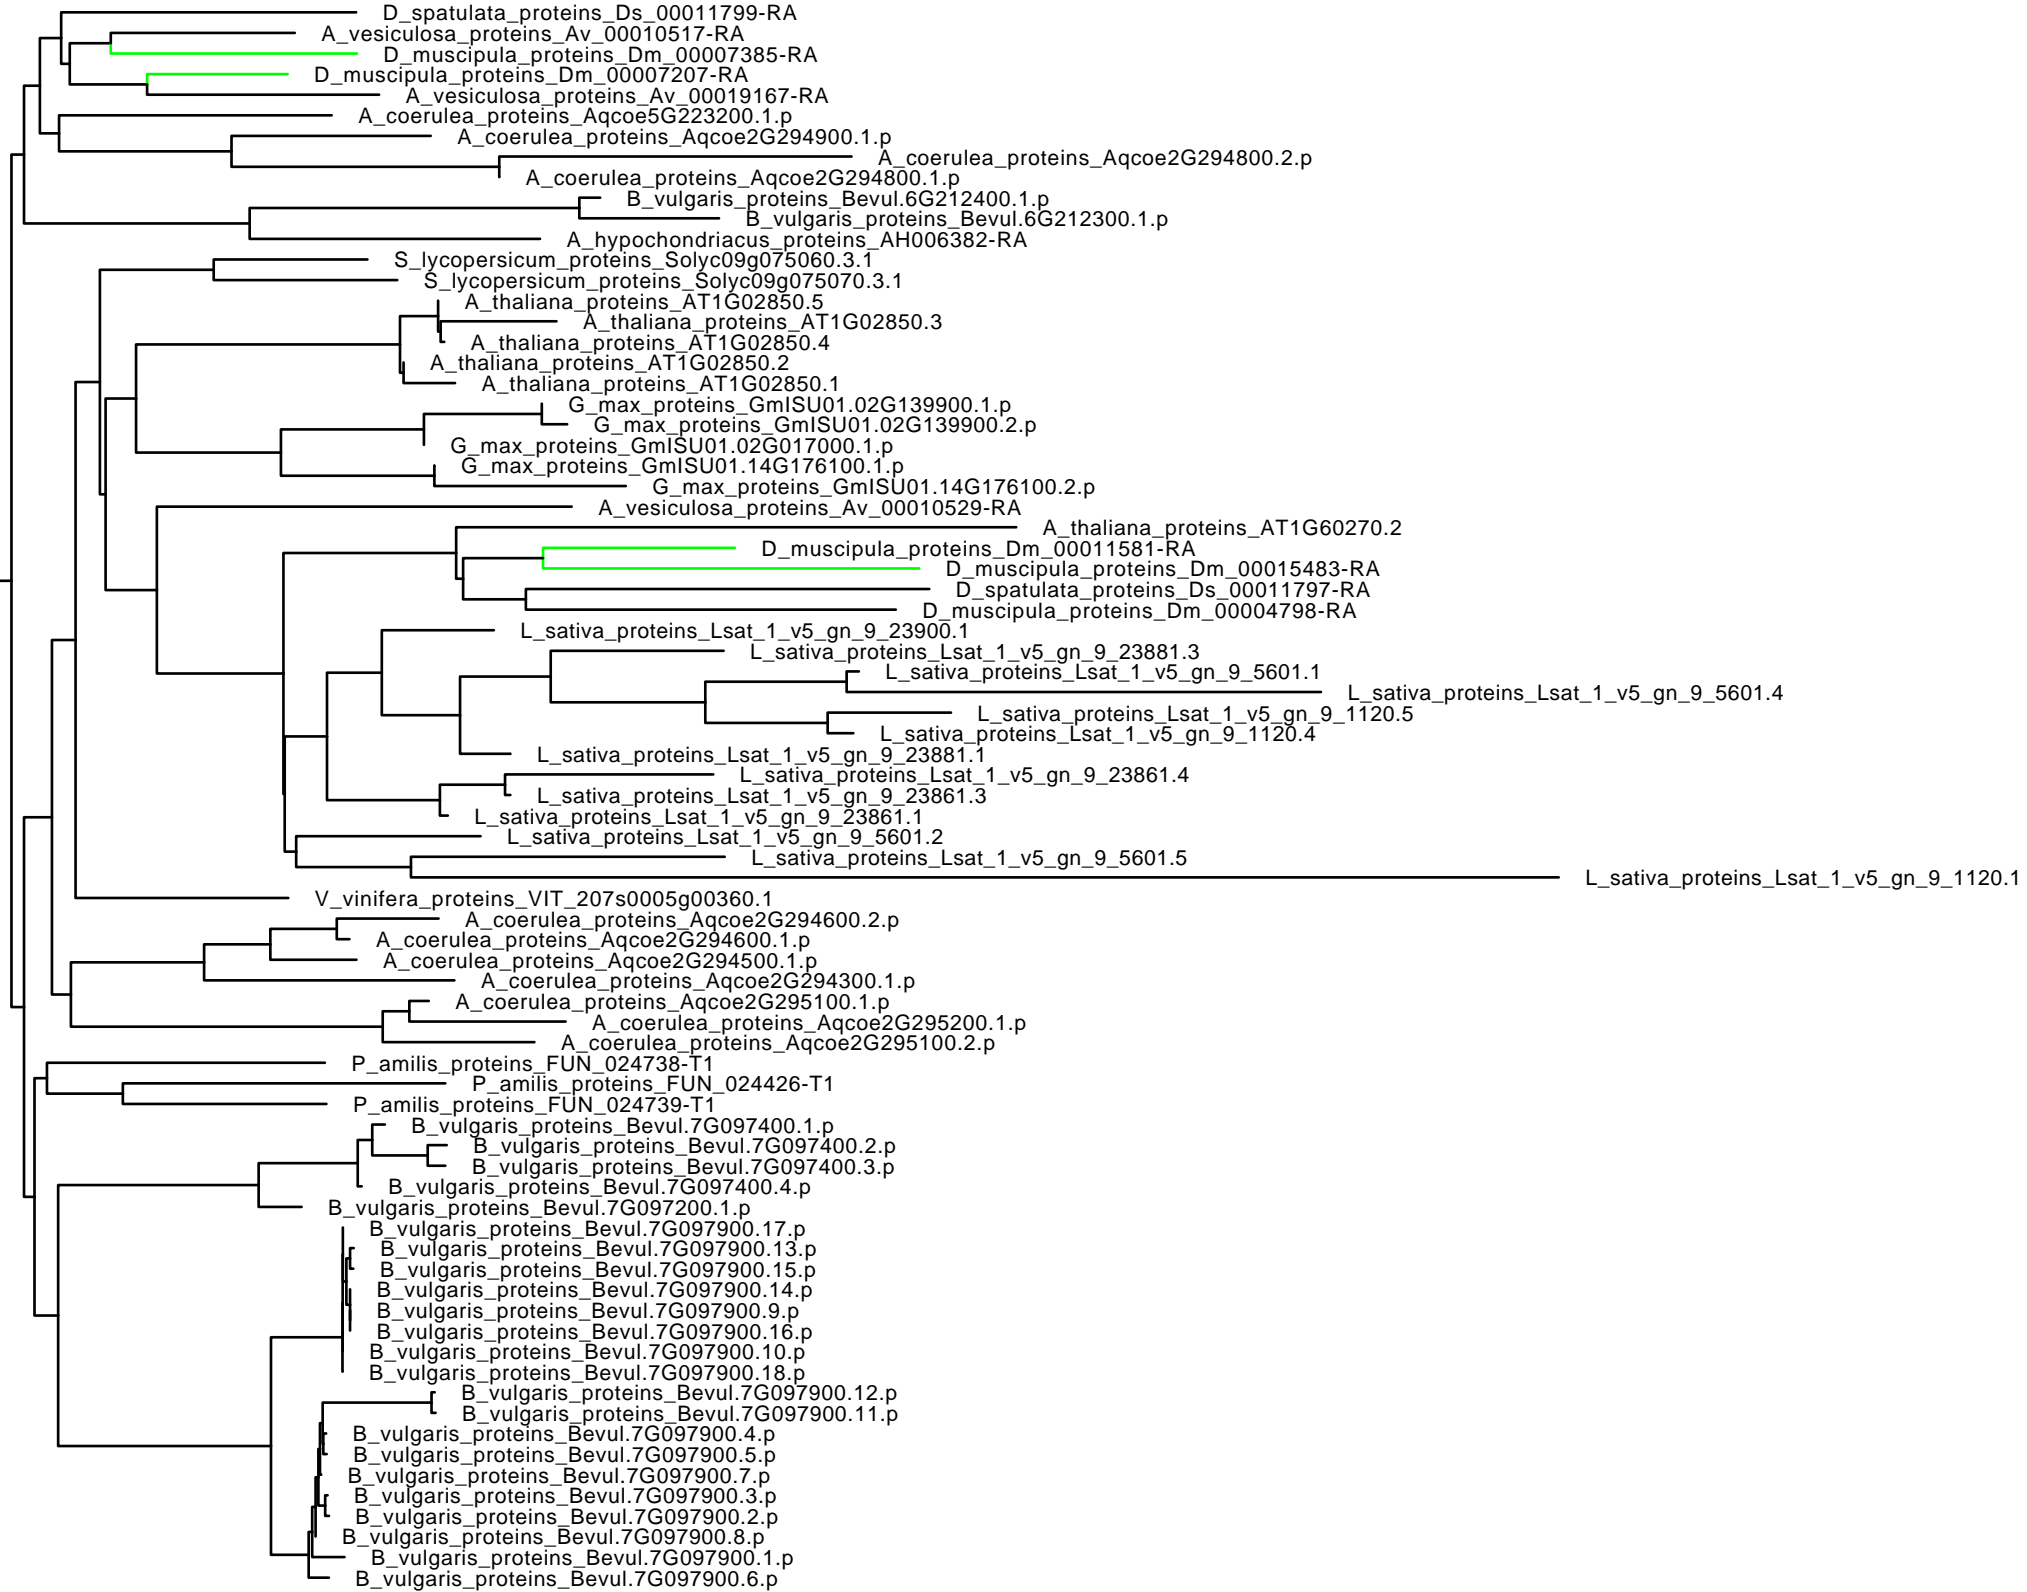 D_spatulata_proteins_Ds_00011799-RA
A_vesiculosa_proteins_Av_00010517-RA
D_muscipula_proteins_Dm_00007385-RA
D_muscipula_proteins_Dm_00007207-RA
A_vesiculosa_proteins_Av_00019167-RA
A_coerulea_proteins_Aqcoe5G223200.1.p
A_coerulea_proteins_Aqcoe2G294900.1.p
A_coerulea_proteins_Aqcoe2G294800.2.p
A_coerulea_proteins_Aqcoe2G294800.1.p
B_vulgaris_proteins_Bevul.6G212400.1.p
B_vulgaris_proteins_Bevul.6G212300.1.p
A_hypochondriacus_proteins_AH006382-RA
S_lycopersicum_proteins_Solyc09g075060.3.1
S_lycopersicum_proteins_Solyc09g075070.3.1
A_thaliana_proteins_AT1G02850.5
A_thaliana_proteins_AT1G02850.3
A_thaliana_proteins_AT1G02850.4
A_thaliana_proteins_AT1G02850.2
A_thaliana_proteins_AT1G02850.1
G_max_proteins_GmISU01.02G139900.1.p
G_max_proteins_GmISU01.02G139900.2.p
G_max_proteins_GmISU01.02G017000.1.p
G_max_proteins_GmISU01.14G176100.1.p
G_max_proteins_GmISU01.14G176100.2.p
A_vesiculosa_proteins_Av_00010529-RA
A_thaliana_proteins_AT1G60270.2
D_muscipula_proteins_Dm_00011581-RA
D_muscipula_proteins_Dm_00015483-RA
D_spatulata_proteins_Ds_00011797-RA
D_muscipula_proteins_Dm_00004798-RA
L_sativa_proteins_Lsat_1_v5_gn_9_23900.1
L_sativa_proteins_Lsat_1_v5_gn_9_23881.3
L_sativa_proteins_Lsat_1_v5_gn_9_5601.1
L_sativa_proteins_Lsat_1_v5_gn_9_5601.4
L_sativa_proteins_Lsat_1_v5_gn_9_1120.5
L_sativa_proteins_Lsat_1_v5_gn_9_1120.4
L_sativa_proteins_Lsat_1_v5_gn_9_23881.1
L_sativa_proteins_Lsat_1_v5_gn_9_23861.4
L_sativa_proteins_Lsat_1_v5_gn_9_23861.3
L_sativa_proteins_Lsat_1_v5_gn_9_23861.1
L_sativa_proteins_Lsat_1_v5_gn_9_5601.2
L_sativa_proteins_Lsat_1_v5_gn_9_5601.5
L_sativa_proteins_Lsat_1_v5_gn_9_1120.1
V_vinifera_proteins_VIT_207s0005g00360.1
A_coerulea_proteins_Aqcoe2G294600.2.p
A_coerulea_proteins_Aqcoe2G294600.1.p
A_coerulea_proteins_Aqcoe2G294500.1.p
A_coerulea_proteins_Aqcoe2G294300.1.p
A_coerulea_proteins_Aqcoe2G295100.1.p
A_coerulea_proteins_Aqcoe2G295200.1.p
A_coerulea_proteins_Aqcoe2G295100.2.p
P_amilis_proteins_FUN_024738-T1
P_amilis_proteins_FUN_024426-T1
P_amilis_proteins_FUN_024739-T1
B_vulgaris_proteins_Bevul.7G097400.1.p
B_vulgaris_proteins_Bevul.7G097400.2.p
B_vulgaris_proteins_Bevul.7G097400.3.p
B_vulgaris_proteins_Bevul.7G097400.4.p
B_vulgaris_proteins_Bevul.7G097200.1.p
B_vulgaris_proteins_Bevul.7G097900.17.p
B_vulgaris_proteins_Bevul.7G097900.13.p
B_vulgaris_proteins_Bevul.7G097900.15.p
B_vulgaris_proteins_Bevul.7G097900.14.p
B_vulgaris_proteins_Bevul.7G097900.9.p
B_vulgaris_proteins_Bevul.7G097900.16.p
B_vulgaris_proteins_Bevul.7G097900.10.p
B_vulgaris_proteins_Bevul.7G097900.18.p
B_vulgaris_proteins_Bevul.7G097900.12.p
B_vulgaris_proteins_Bevul.7G097900.11.p
B_vulgaris_proteins_Bevul.7G097900.4.p
B_vulgaris_proteins_Bevul.7G097900.5.p
B_vulgaris_proteins_Bevul.7G097900.7.p
B_vulgaris_proteins_Bevul.7G097900.3.p
B_vulgaris_proteins_Bevul.7G097900.2.p
B_vulgaris_proteins_Bevul.7G097900.8.p
B_vulgaris_proteins_Bevul.7G097900.1.p
B_vulgaris_proteins_Bevul.7G097900.6.p